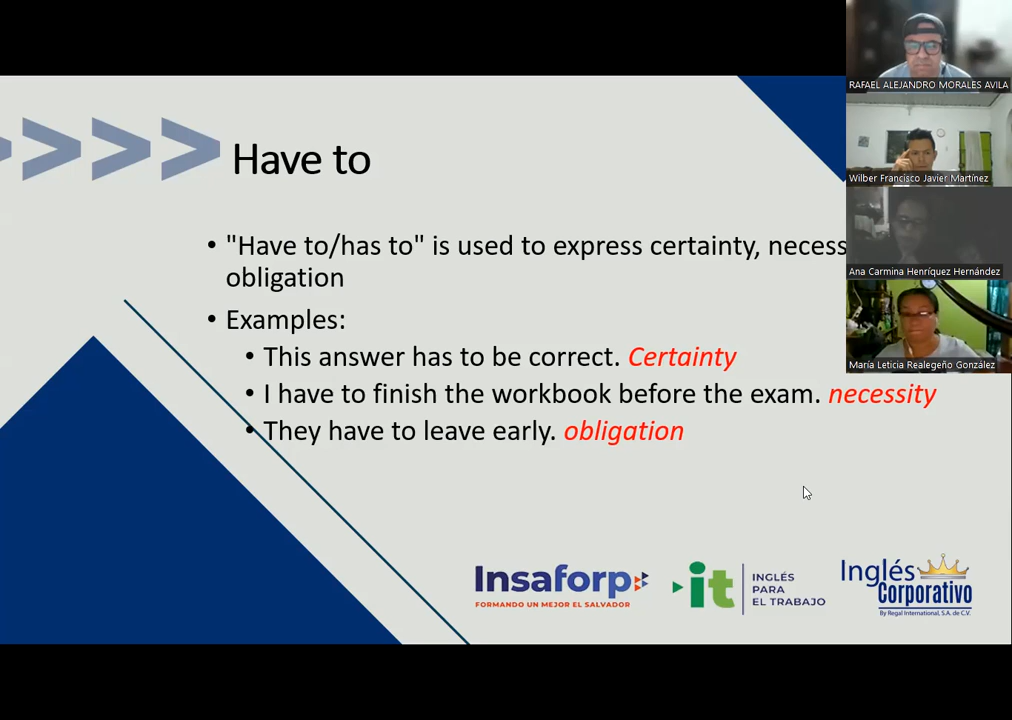 Have to
• "Have to/has to" is used to express certainty,
obligation
• Examples:
• This answer has to be correct. Certainty
• I have to finish the workbook before the exam. necessity
• They have to leave early. obligation
Insaforp
FORMANDO UN MEJOR EL SALVADOR
it
INGLÉS
PARA
EL TRABAJO
Inglés
Corporativo
By Regal International, S.A. de C.V.
RAFAEL ALEJANDRO MORALES AVILA
Wilber Francisco Javier Martínez
Ana Carmina Henríquez Hernández
María Leticia Realegeño González